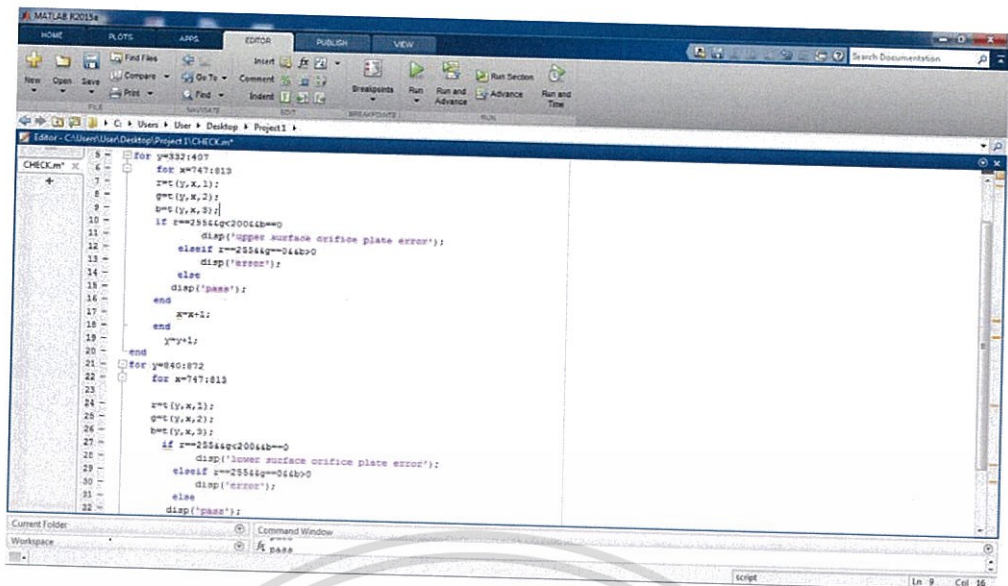 MATLAB R2015a
HOME PLOTS APPS EDITOR PUBLISH VIEW
Search Documentation
New Open Save Find Files Compare Print Go To Find Insert fx Comment Indent Breakpoints Run Run and Advance Run Section Advance Run and Time
FILE NAVIGATE EDIT BREAKPOINTS RUN
C: Users User Desktop Project1
Editor - C:\Users\User\Desktop\Project1\CHECK.m*
CHECK.m*
5 for y=332:407
6 for x=747:813
7 r=t(y,x,1);
8 g=t(y,x,2);
9 b=t(y,x,3);
10 if r==255&&g<200&&b==0
11 disp('upper surface orifice plate error');
12 elseif r==255&&g==0&&b>0
13 disp('error');
14 else
15 disp('pass');
16 end
17 x=x+1;
18 end
19 y=y+1;
20 end
21 for y=840:872
22 for x=747:813
23
24 r=t(y,x,1);
25 g=t(y,x,2);
26 b=t(y,x,3);
27 if r==255&&g<200&&b==0
28 disp('lower surface orifice plate error');
29 elseif r==255&&g==0&&b>0
30 disp('error');
31 else
32 disp('pass');
Current Folder Command Window
Workspace fx pass
script Ln 9 Col 16